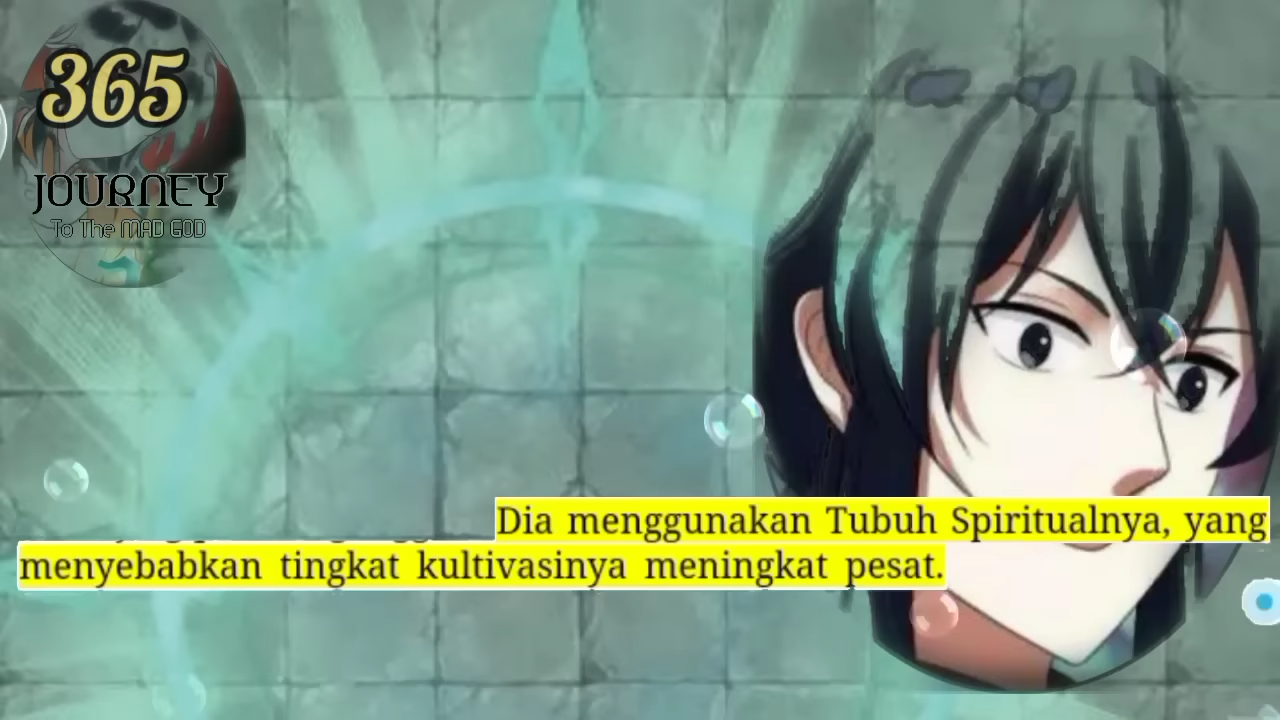 365
JOURNEY
To The MAD GOD
Dia menggunakan Tubuh Spiritualnya, yang
menyebabkan tingkat kultivasinya meningkat pesat.